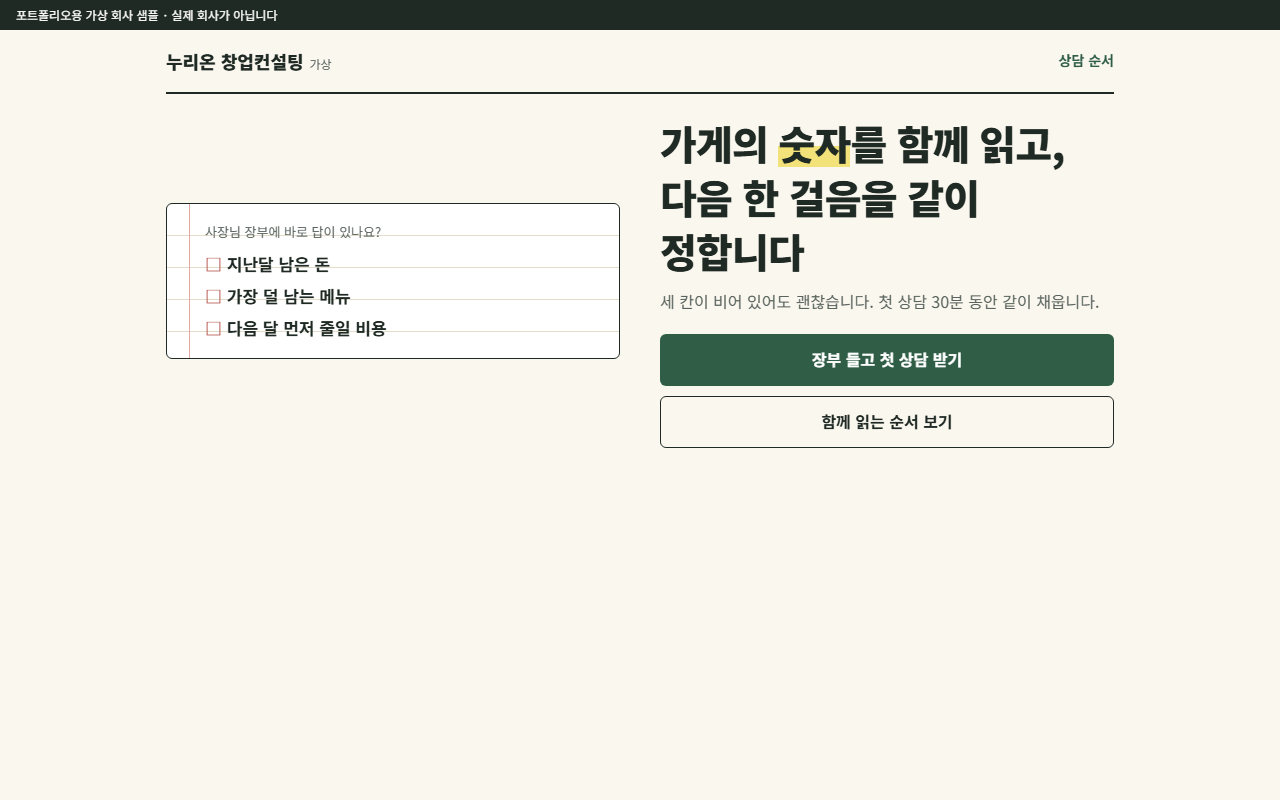 포트폴리오용 가상 회사 샘플 · 실제 회사가 아닙니다
누리온 창업컨설팅 가상
상담 순서
사장님 장부에 바로 답이 있나요?
□ 지난달 남은 돈
□ 가장 덜 남는 메뉴
□ 다음 달 먼저 줄일 비용
가게의 숫자를 함께 읽고,
다음 한 걸음을 같이
정합니다
세 칸이 비어 있어도 괜찮습니다. 첫 상담 30분 동안 같이 채웁니다.
장부 들고 첫 상담 받기
함께 읽는 순서 보기